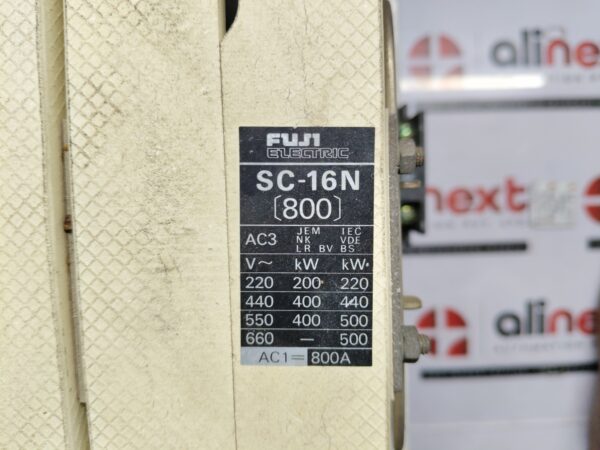 FUJI
ELECTRIC
SC-16N
[800]
AC3 JEM NK LR BV IEC VDE BS
V~ kW kW
220 200 220
440 400 440
550 400 500
660 — 500
AC1=800A
alinext
next
aline